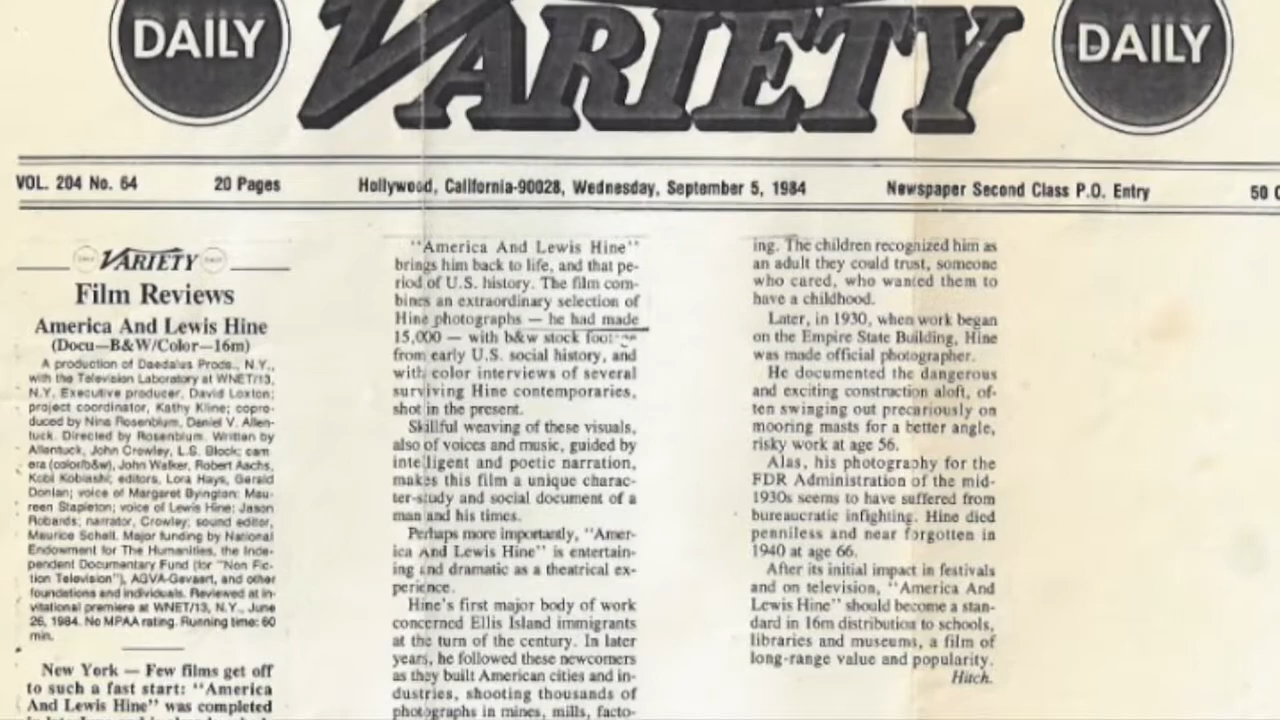 DAILY
VARIETY
DAILY
VOL. 204 No. 64 20 Pages Hollywood, California-90028, Wednesday, September 5, 1984 Newspaper Second Class P.O. Entry 50
VARIETY
Film Reviews
America And Lewis Hine
(Docu—B&W/Color—16m)
A production of Daedalus Prods., N.Y.,
with the Television Laboratory at WNET/13,
N.Y. Executive producer, David Loxton;
project coordinator, Kathy Kline; copro-
duced by Nina Rosenblum, Daniel V. Allen-
tuck. Directed by Rosenblum. Written by
Allentuck, John Crowley, L.S. Block; cam
era (color/b&w), John Walker, Robert Aachs,
Kobi Kobiashi; editors, Lora Hays, Gerald
Donlan; voice of Margaret Byington: Mau-
reen Stapleton; voice of Lewis Hine: Jason
Robards; narrator, Crowley; sound editor,
Maurice Schell. Major funding by National
Endowment for The Humanities, the Inde-
pendent Documentary Fund (for "Non Fic-
tion Television"), AGVA-Gevaert, and other
foundations and individuals. Reviewed at in-
vitational premiere at WNET/13, N.Y., June
26, 1984. No MPAA rating. Running time: 60
min.
New York — Few films get off
to such a fast start: "America
And Lewis Hine" was completed
"America And Lewis Hine"
brings him back to life, and that pe-
riod of U.S. history. The film com-
bines an extraordinary selection of
Hine photographs — he had made
15,000 — with b&w stock footage
from early U.S. social history, and
with color interviews of several
surviving Hine contemporaries,
shot in the present.
Skillful weaving of these visuals,
also of voices and music, guided by
intelligent and poetic narration,
makes this film a unique charac-
ter-study and social document of a
man and his times.
Perhaps more importantly, "Amer-
ica And Lewis Hine" is entertain-
ing and dramatic as a theatrical ex-
perience.
Hine's first major body of work
concerned Ellis Island immigrants
at the turn of the century. In later
years, he followed these newcomers
as they built American cities and in-
dustries, shooting thousands of
photographs in mines, mills, facto-
ing. The children recognized him as
an adult they could trust, someone
who cared, who wanted them to
have a childhood.
Later, in 1930, when work began
on the Empire State Building, Hine
was made official photographer.
He documented the dangerous
and exciting construction aloft, of-
ten swinging out precariously on
mooring masts for a better angle,
risky work at age 56.
Alas, his photography for the
FDR Administration of the mid-
1930s seems to have suffered from
bureaucratic infighting. Hine died
penniless and near forgotten in
1940 at age 66.
After its initial impact in festivals
and on television, "America And
Lewis Hine" should become a stan-
dard in 16m distribution to schools,
libraries and museums, a film of
long-range value and popularity.
Hitch.